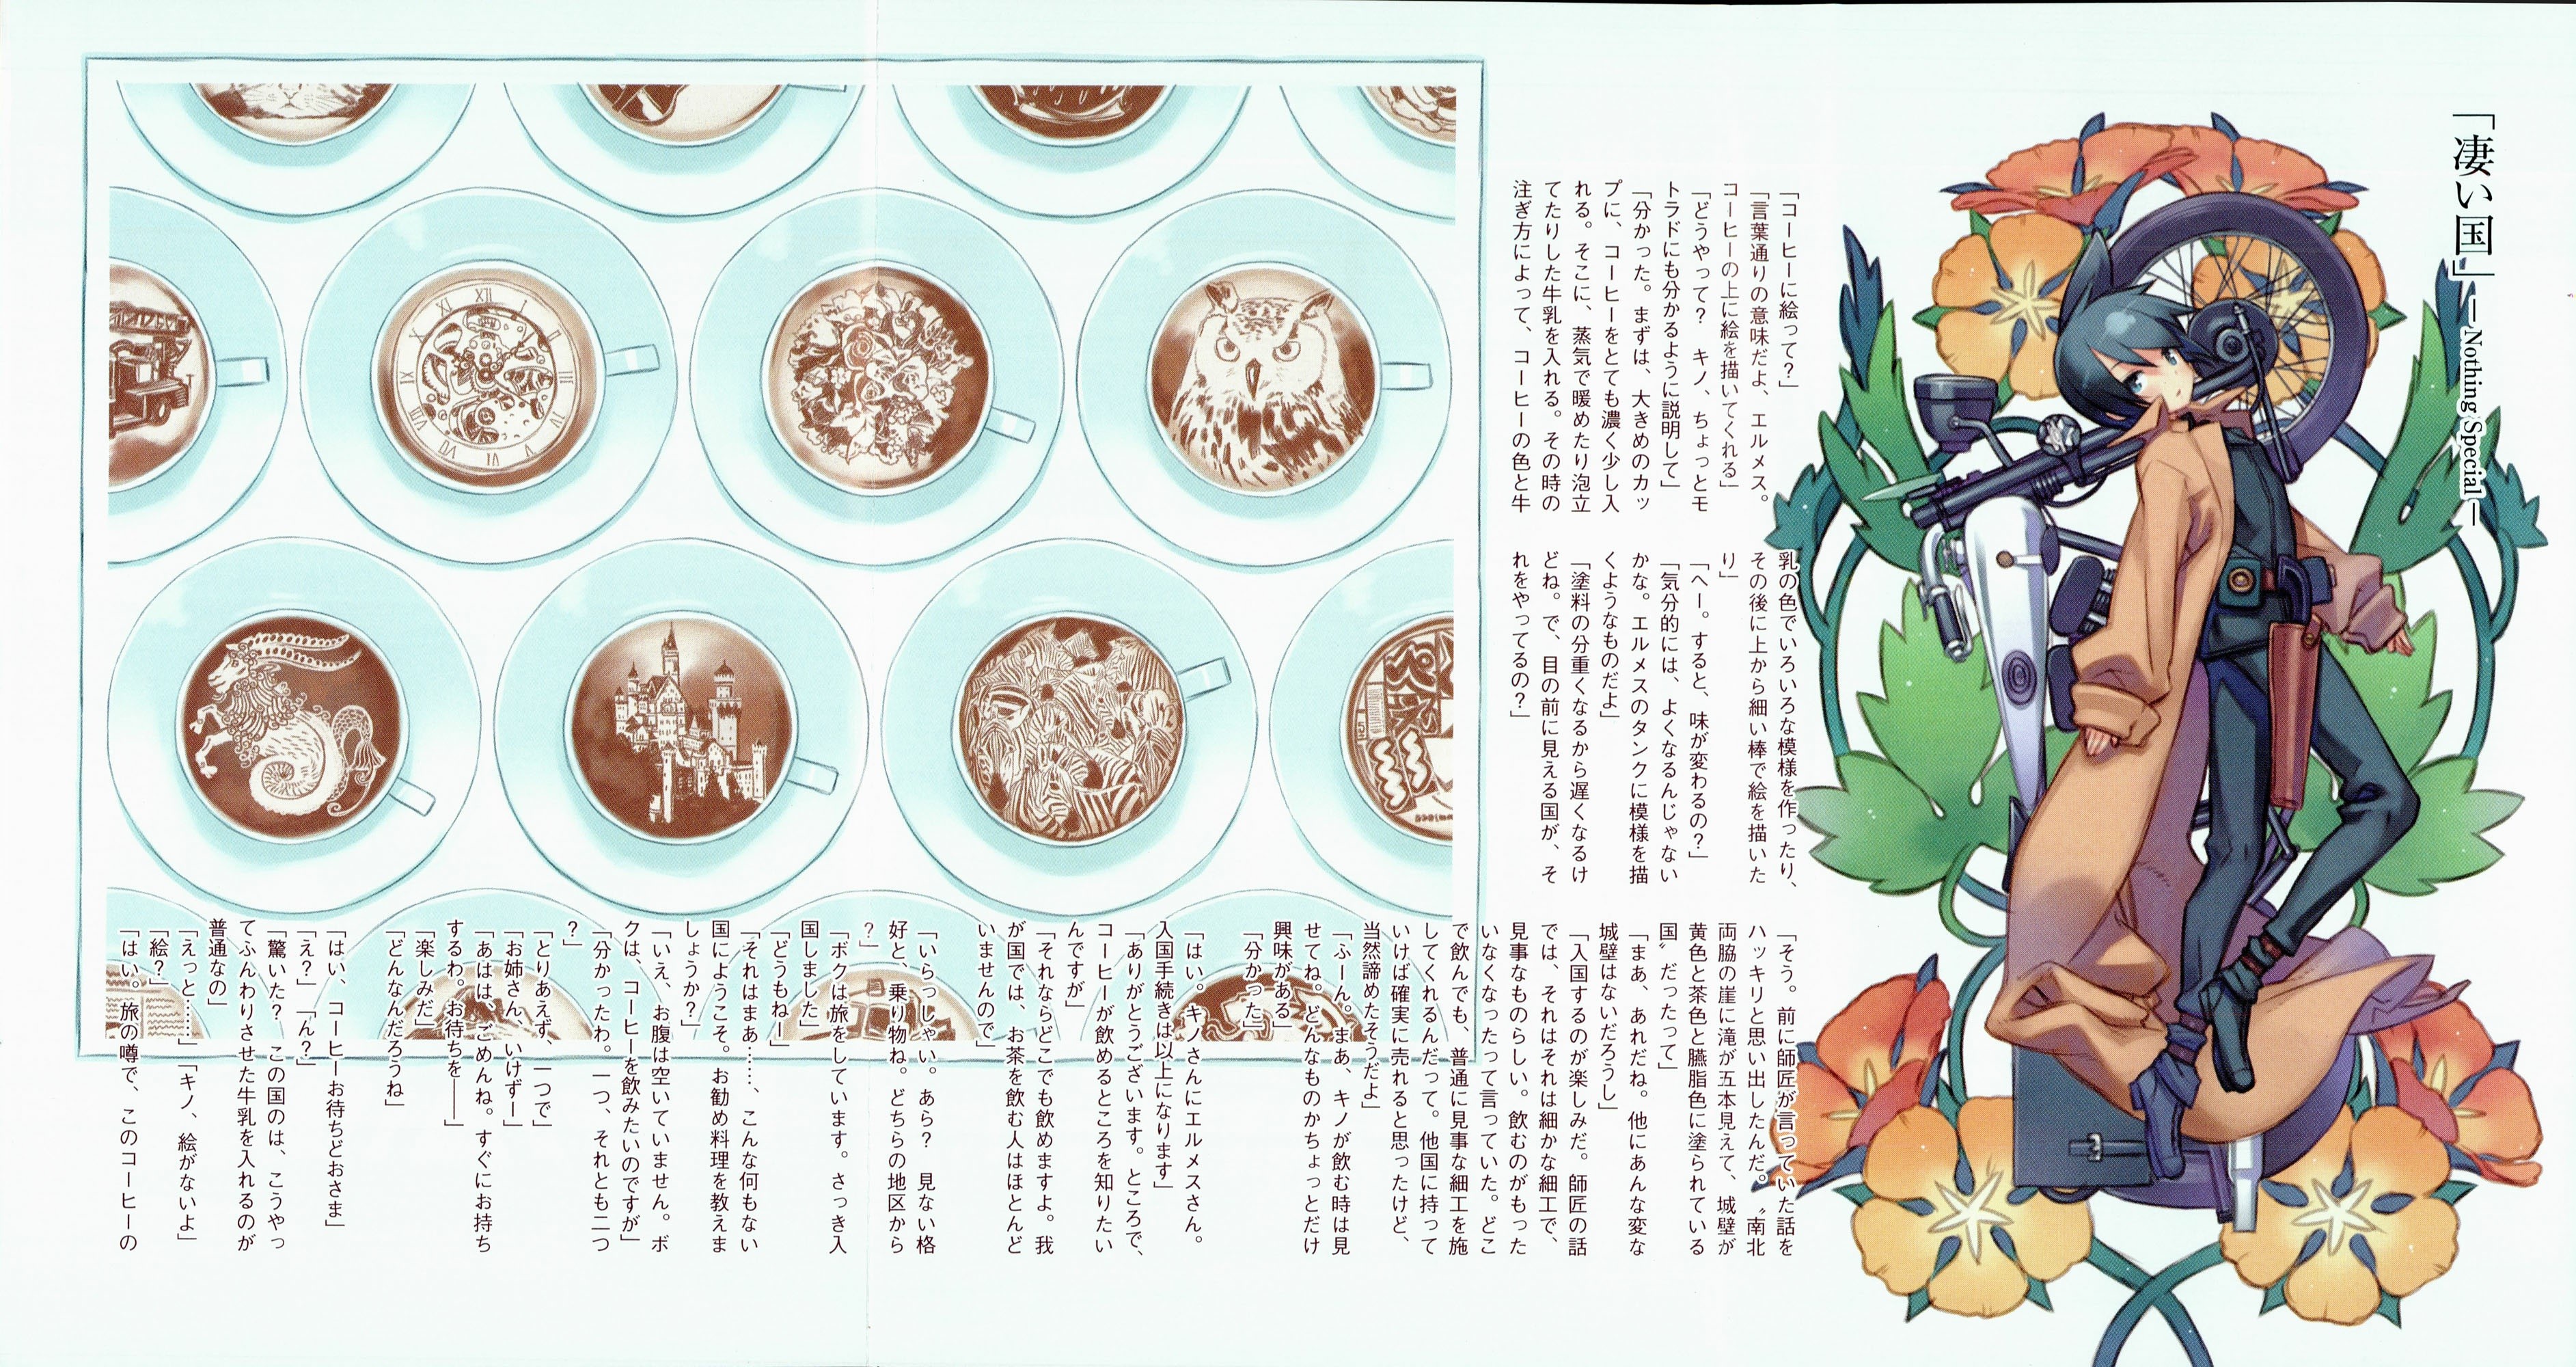 「凄い国」
―Nothing Special―
「コーヒーに絵って？」
「言葉通りの意味だよ、エルメス。
コーヒーの上に絵を描いてくれる」
「どうやって？　キノ、ちょっとモ
トラドにも分かるように説明して」
「分かった。まずは、大きめのカッ
プに、コーヒーをとても濃く少し入
れる。そこに、蒸気で暖めたり泡立
てたりした牛乳を入れる。その時の
注ぎ方によって、コーヒーの色と牛
乳の色でいろいろな模様を作ったり、
その後に上から細い棒で絵を描いた
り」
「へー。すると、味が変わるの？」
「気分的には、よくなるんじゃない
かな。エルメスのタンクに模様を描
くようなものだよ」
「塗料の分重くなるから遅くなるけ
どね。で、目の前に見える国が、そ
れをやってるの？」
「そう。前に師匠が言っていた話を
ハッキリと思い出したんだ。〝南北
両脇の崖に滝が五本見えて、城壁が
黄色と茶色と臙脂色に塗られている
国〟だったって」
「まあ、あれだね。他にあんな変な
城壁はないだろうし」
「入国するのが楽しみだ。師匠の話
では、それはそれは細かな細工で、
見事なものらしい。飲むのがもった
いなくなったって言っていた。どこ
で飲んでも、普通に見事な細工を施
してくれるんだって。他国に持って
いけば確実に売れると思ったけど、
当然諦めたそうだよ」
「ふーん。まあ、キノが飲む時は見
せてね。どんなものかちょっとだけ
興味がある」
「分かった」
「はい。キノさんにエルメスさん。
入国手続きは以上になります」
「ありがとうございます。ところで、
コーヒーが飲めるところを知りたい
んですが」
「それならどこでも飲めますよ。我
が国では、お茶を飲む人はほとんど
いませんので」
「いらっしゃい。あら？　見ない格
好と、乗り物ね。どちらの地区から
？」
「ボクは旅をしています。さっき入
国しました」
「どうもねー」
「それはまあ……、こんな何もない
国にようこそ。お勧め料理を教えま
しょうか？」
「いえ、お腹は空いていません。ボ
クは、コーヒーを飲みたいのですが」
「分かったわ。一つ、それとも二つ
？」
「とりあえず、一つで」
「お姉さん、いけずー」
「あはは、ごめんね。すぐにお持ち
するわ。お待ちを――」
「楽しみだ」
「どんなんだろうね」
「はい、コーヒーお待ちどおさま」
「え？」「ん？」
「驚いた？　この国のは、こうやっ
てふんわりさせた牛乳を入れるのが
普通なの」
「えっと……」「キノ、絵がないよ」
「絵？」
「はい。旅の噂で、このコーヒーの
XII
I
II
III
IV
V
VI
VII
VIII
IX
X
XI